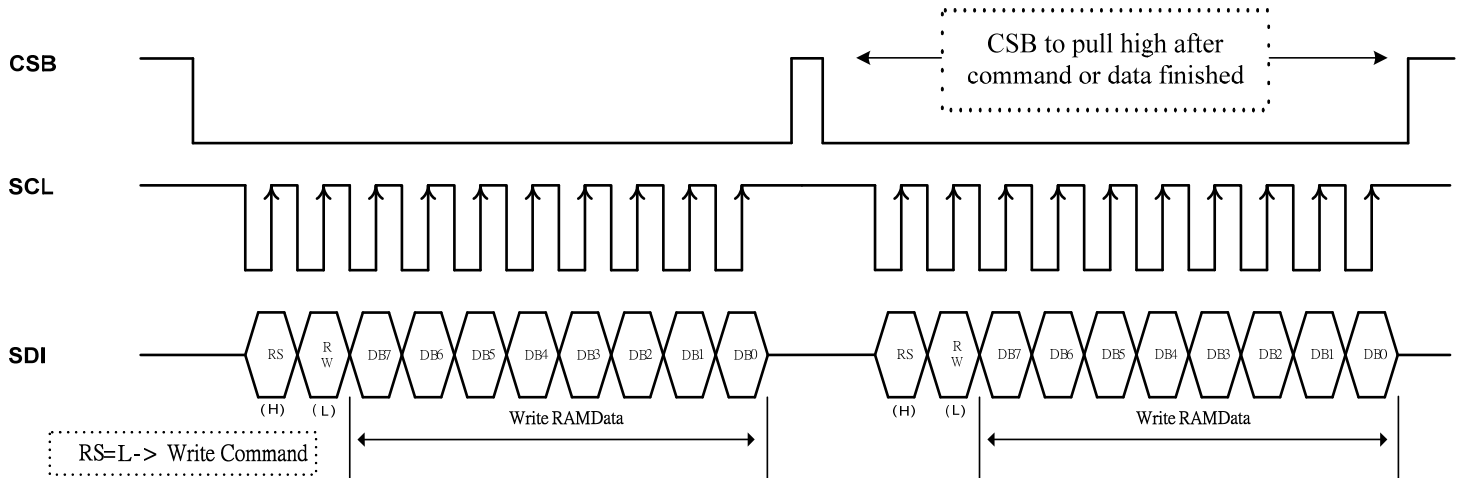 CSB
CSB to pull high after
command or data finished
SCL
SDI
RS
R
W
DB7
DB6
DB5
DB4
DB3
DB2
DB1
DB0
RS
R
W
DB7
DB6
DB5
DB4
DB3
DB2
DB1
DB0
(H)
(L)
Write RAMData
(H)
(L)
Write RAMData
RS=L-> Write Command